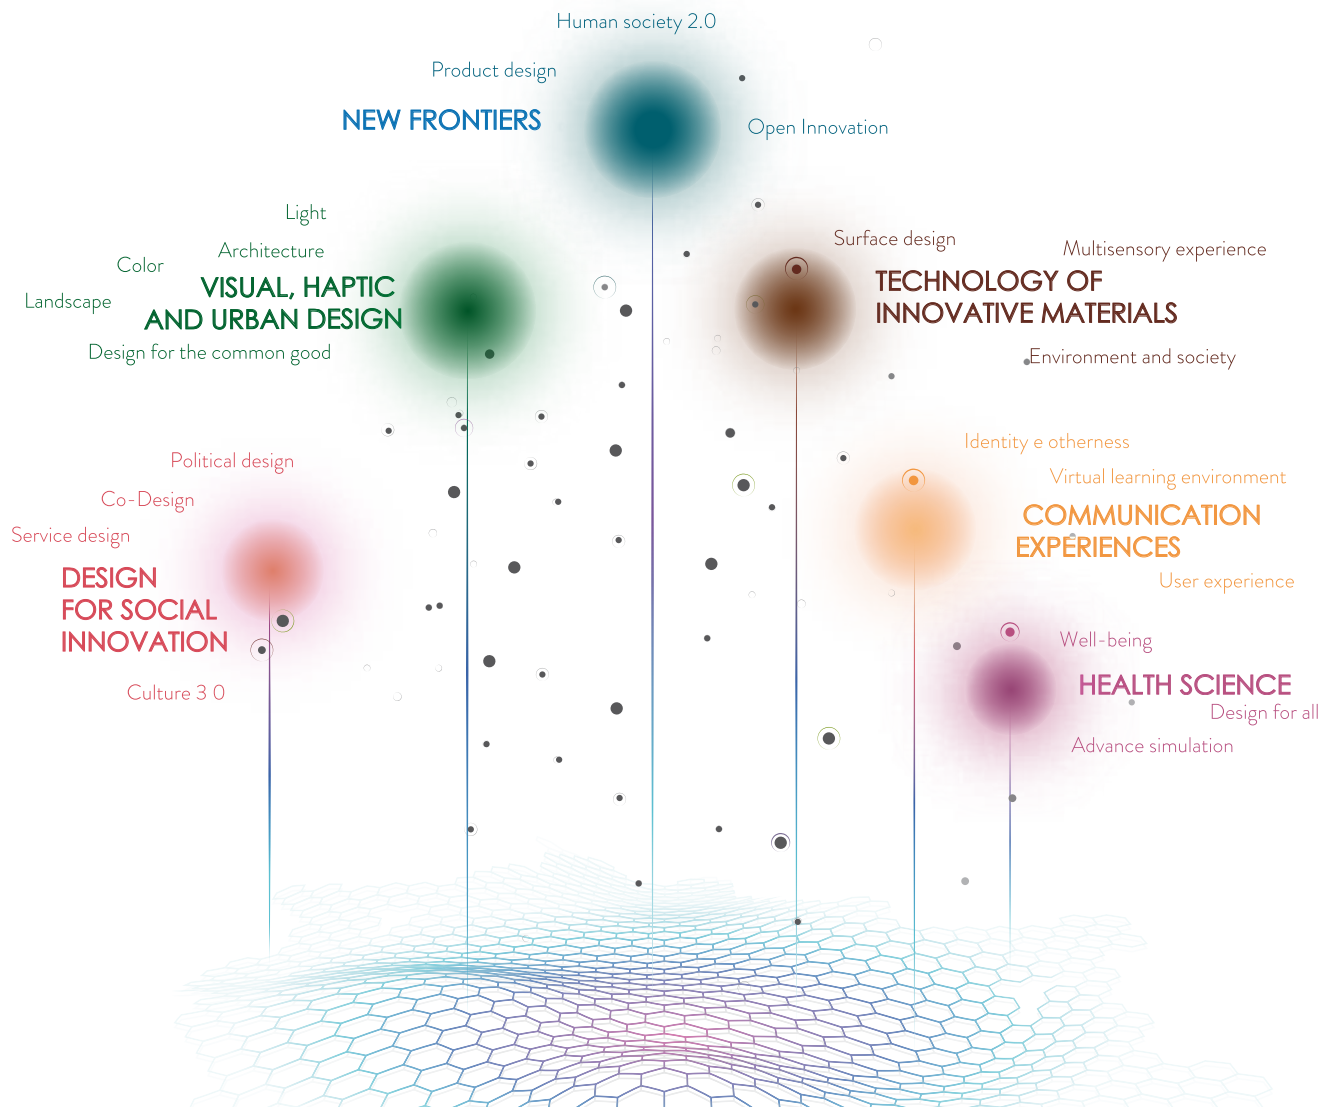 Human society 2.0
Product design
NEW FRONTIERS
Open Innovation
Light
Architecture
Color
VISUAL, HAPTIC
Landscape
AND URBAN DESIGN
Design for the common good
Surface design
Multisensory experience
TECHNOLOGY OF
INNOVATIVE MATERIALS
Environment and society
Political design
Co-Design
Service design
DESIGN
FOR SOCIAL
INNOVATION
Culture 3 0
Identity e otherness
Virtual learning environment
COMMUNICATION
EXPERIENCES
User experience
Well-being
HEALTH SCIENCE
Design for all
Advance simulation